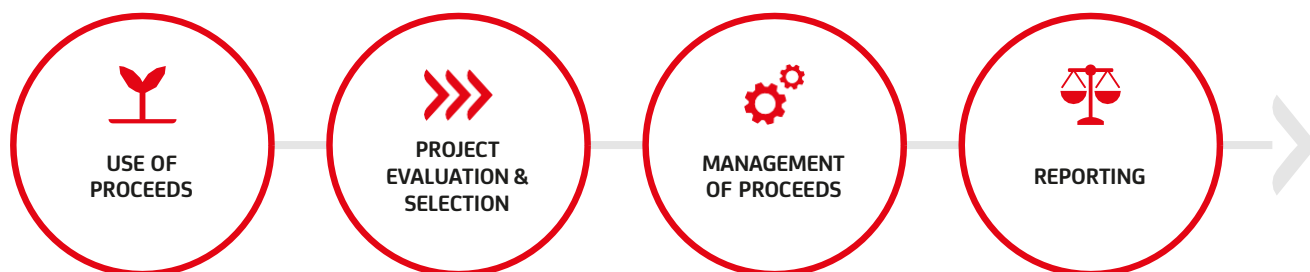 USE OF
PROCEEDS
PROJECT
EVALUATION &
SELECTION
MANAGEMENT
OF PROCEEDS
REPORTING